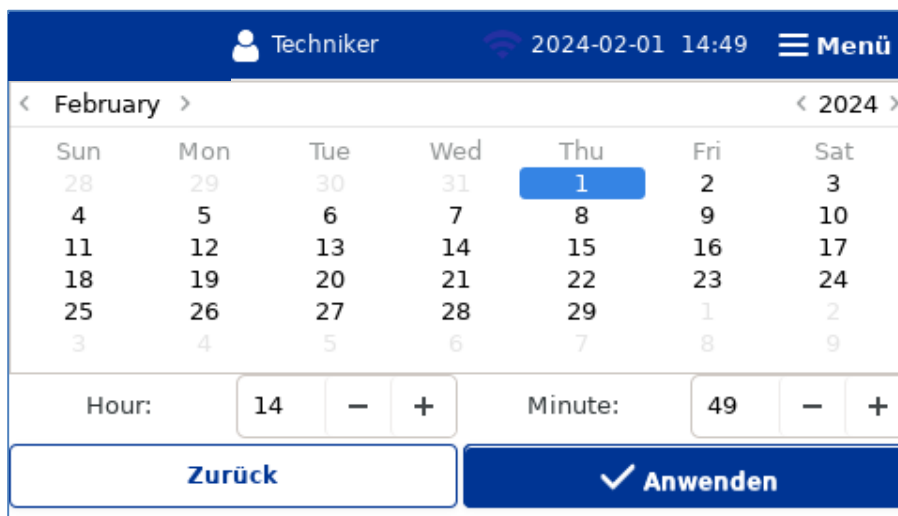 Techniker 2024-02-01 14:49 Menü
< February > < 2024 >
Sun Mon Tue Wed Thu Fri Sat
28 29 30 31 1 2 3
4 5 6 7 8 9 10
11 12 13 14 15 16 17
18 19 20 21 22 23 24
25 26 27 28 29 1 2
3 4 5 6 7 8 9
Hour: 14 − + Minute: 49 − +
Zurück Anwenden